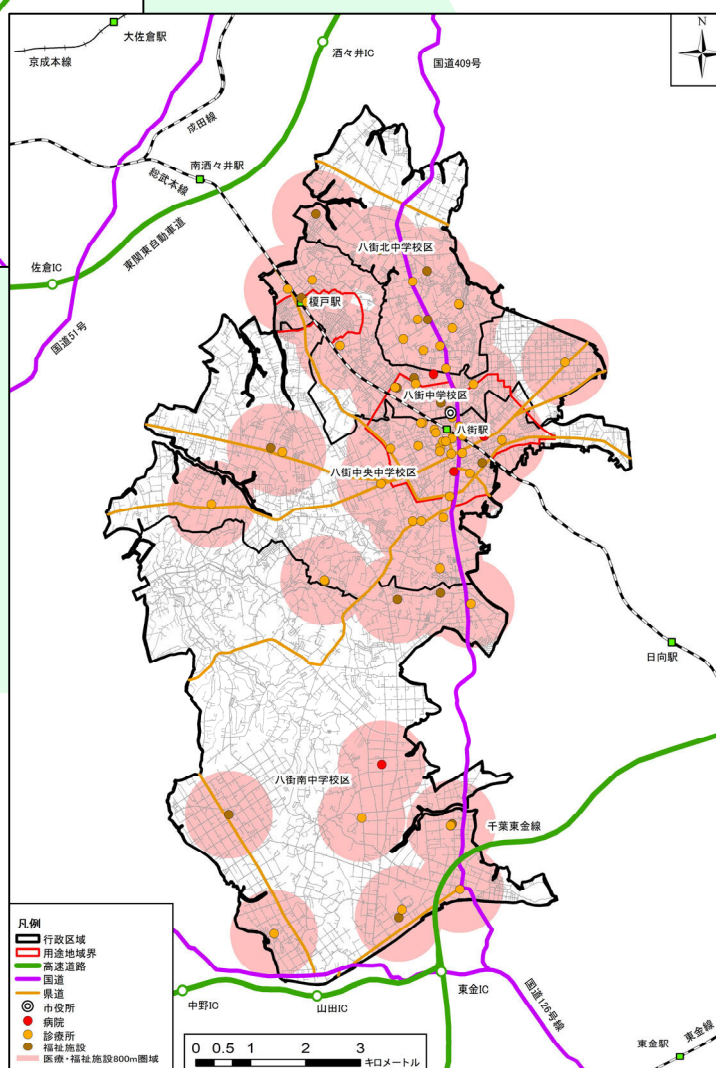 大佐倉駅
京成本線
酒々井IC
国道409号
N
成田線
南酒々井駅
総武本線
東関東自動車道
佐倉IC
国道51号
八街北中学校区
榎戸駅
八街中学校区
八街駅
八街中央中学校区
日向駅
八街南中学校区
千葉東金線
凡例
行政区域
用途地域界
高速道路
国道
県道
市役所
病院
診療所
福祉施設
医療・福祉施設800m圏域
中野IC
山田IC
東金IC
国道126号線
東金駅
東金線
0 0.5 1 2 3
キロメートル